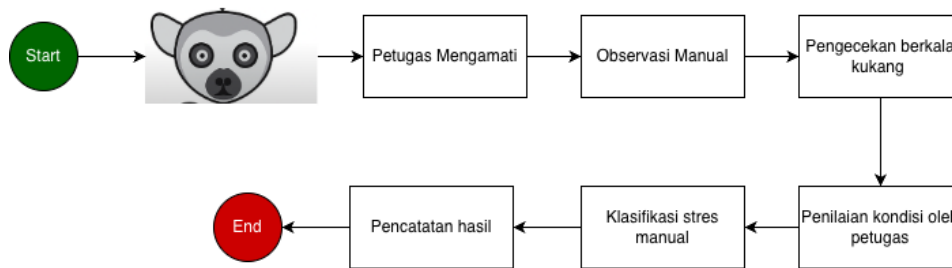 Start
Petugas Mengamati
Observasi Manual
Pengecekan berkala
kukang
End
Pencatatan hasil
Klasifikasi stres
manual
Penilaian kondisi oleh
petugas